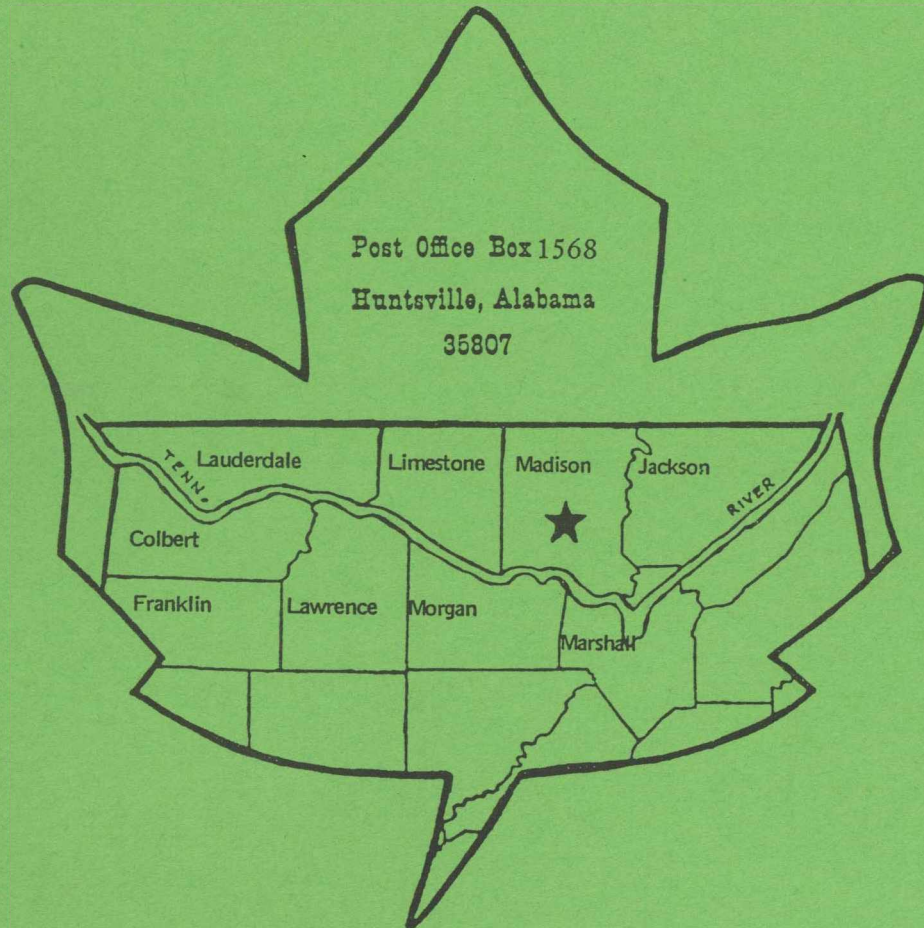 Post Office Box 1568
Huntsville, Alabama
35807
TENN.
Lauderdale
Limestone
Madison
Jackson
RIVER
Colbert
Franklin
Lawrence
Morgan
Marshall